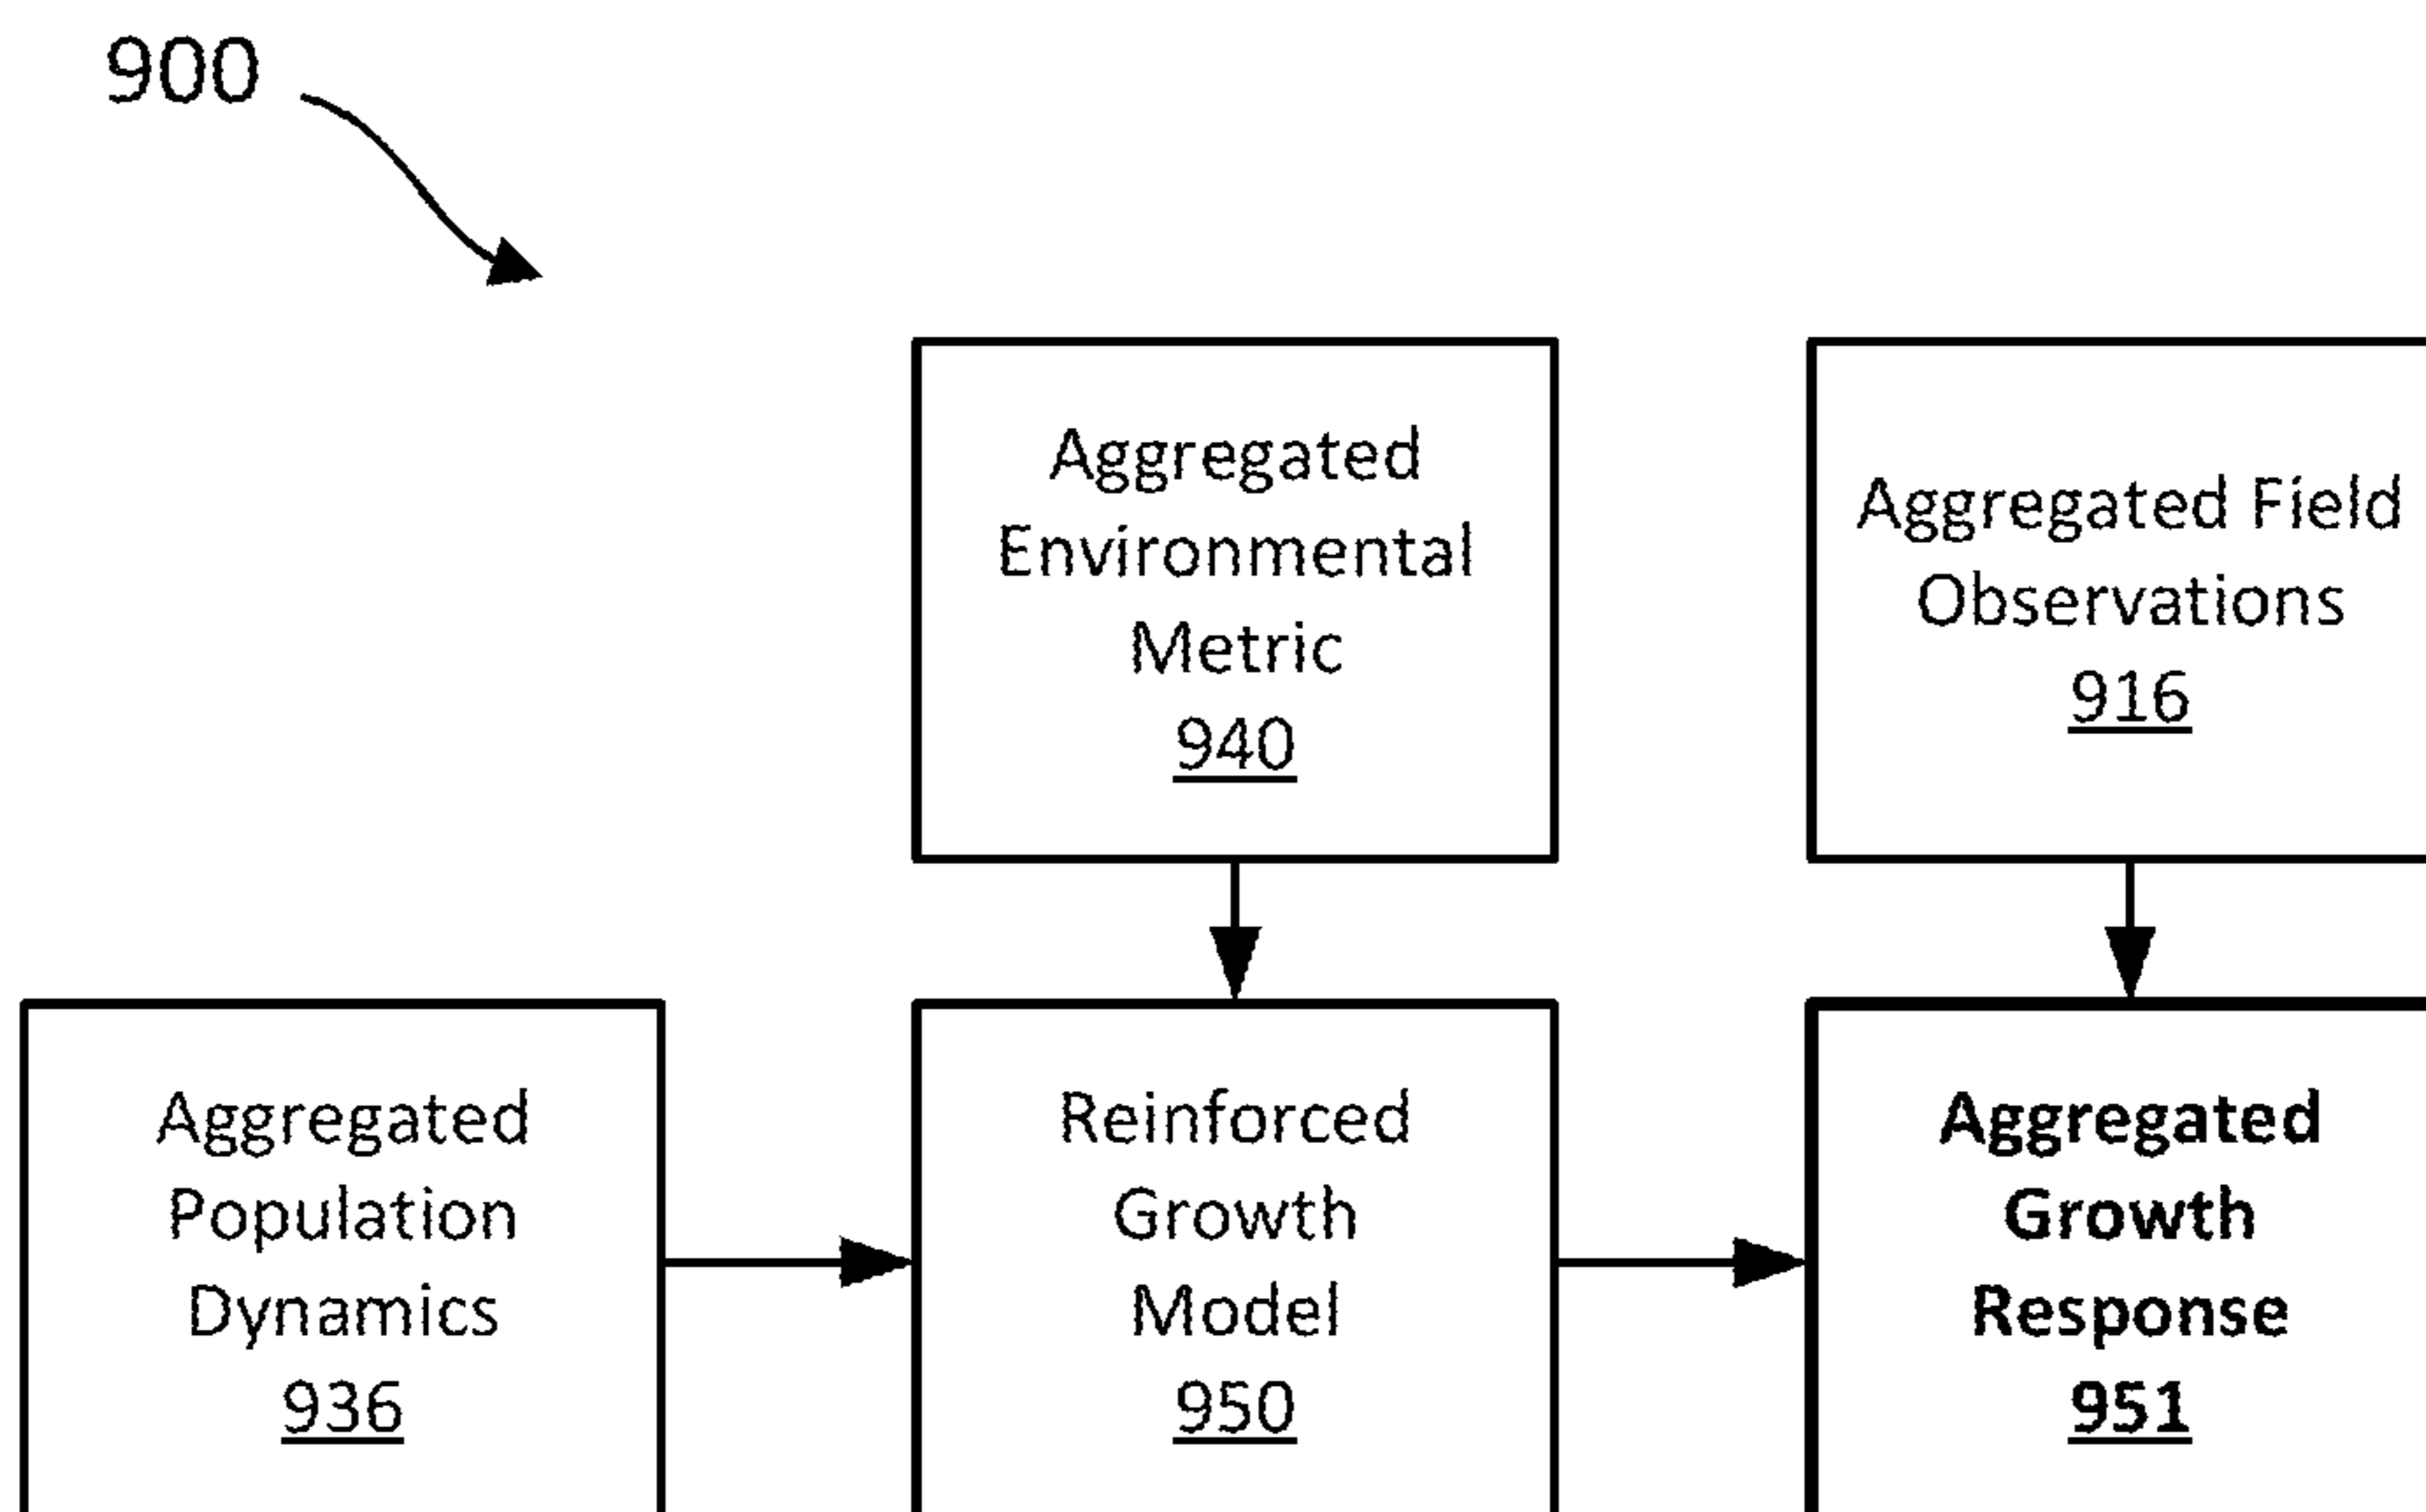 900
Aggregated
Environmental
Metric
940
Aggregated Field
Observations
916
Aggregated
Population
Dynamics
936
Reinforced
Growth
Model
950
Aggregated
Growth
Response
951